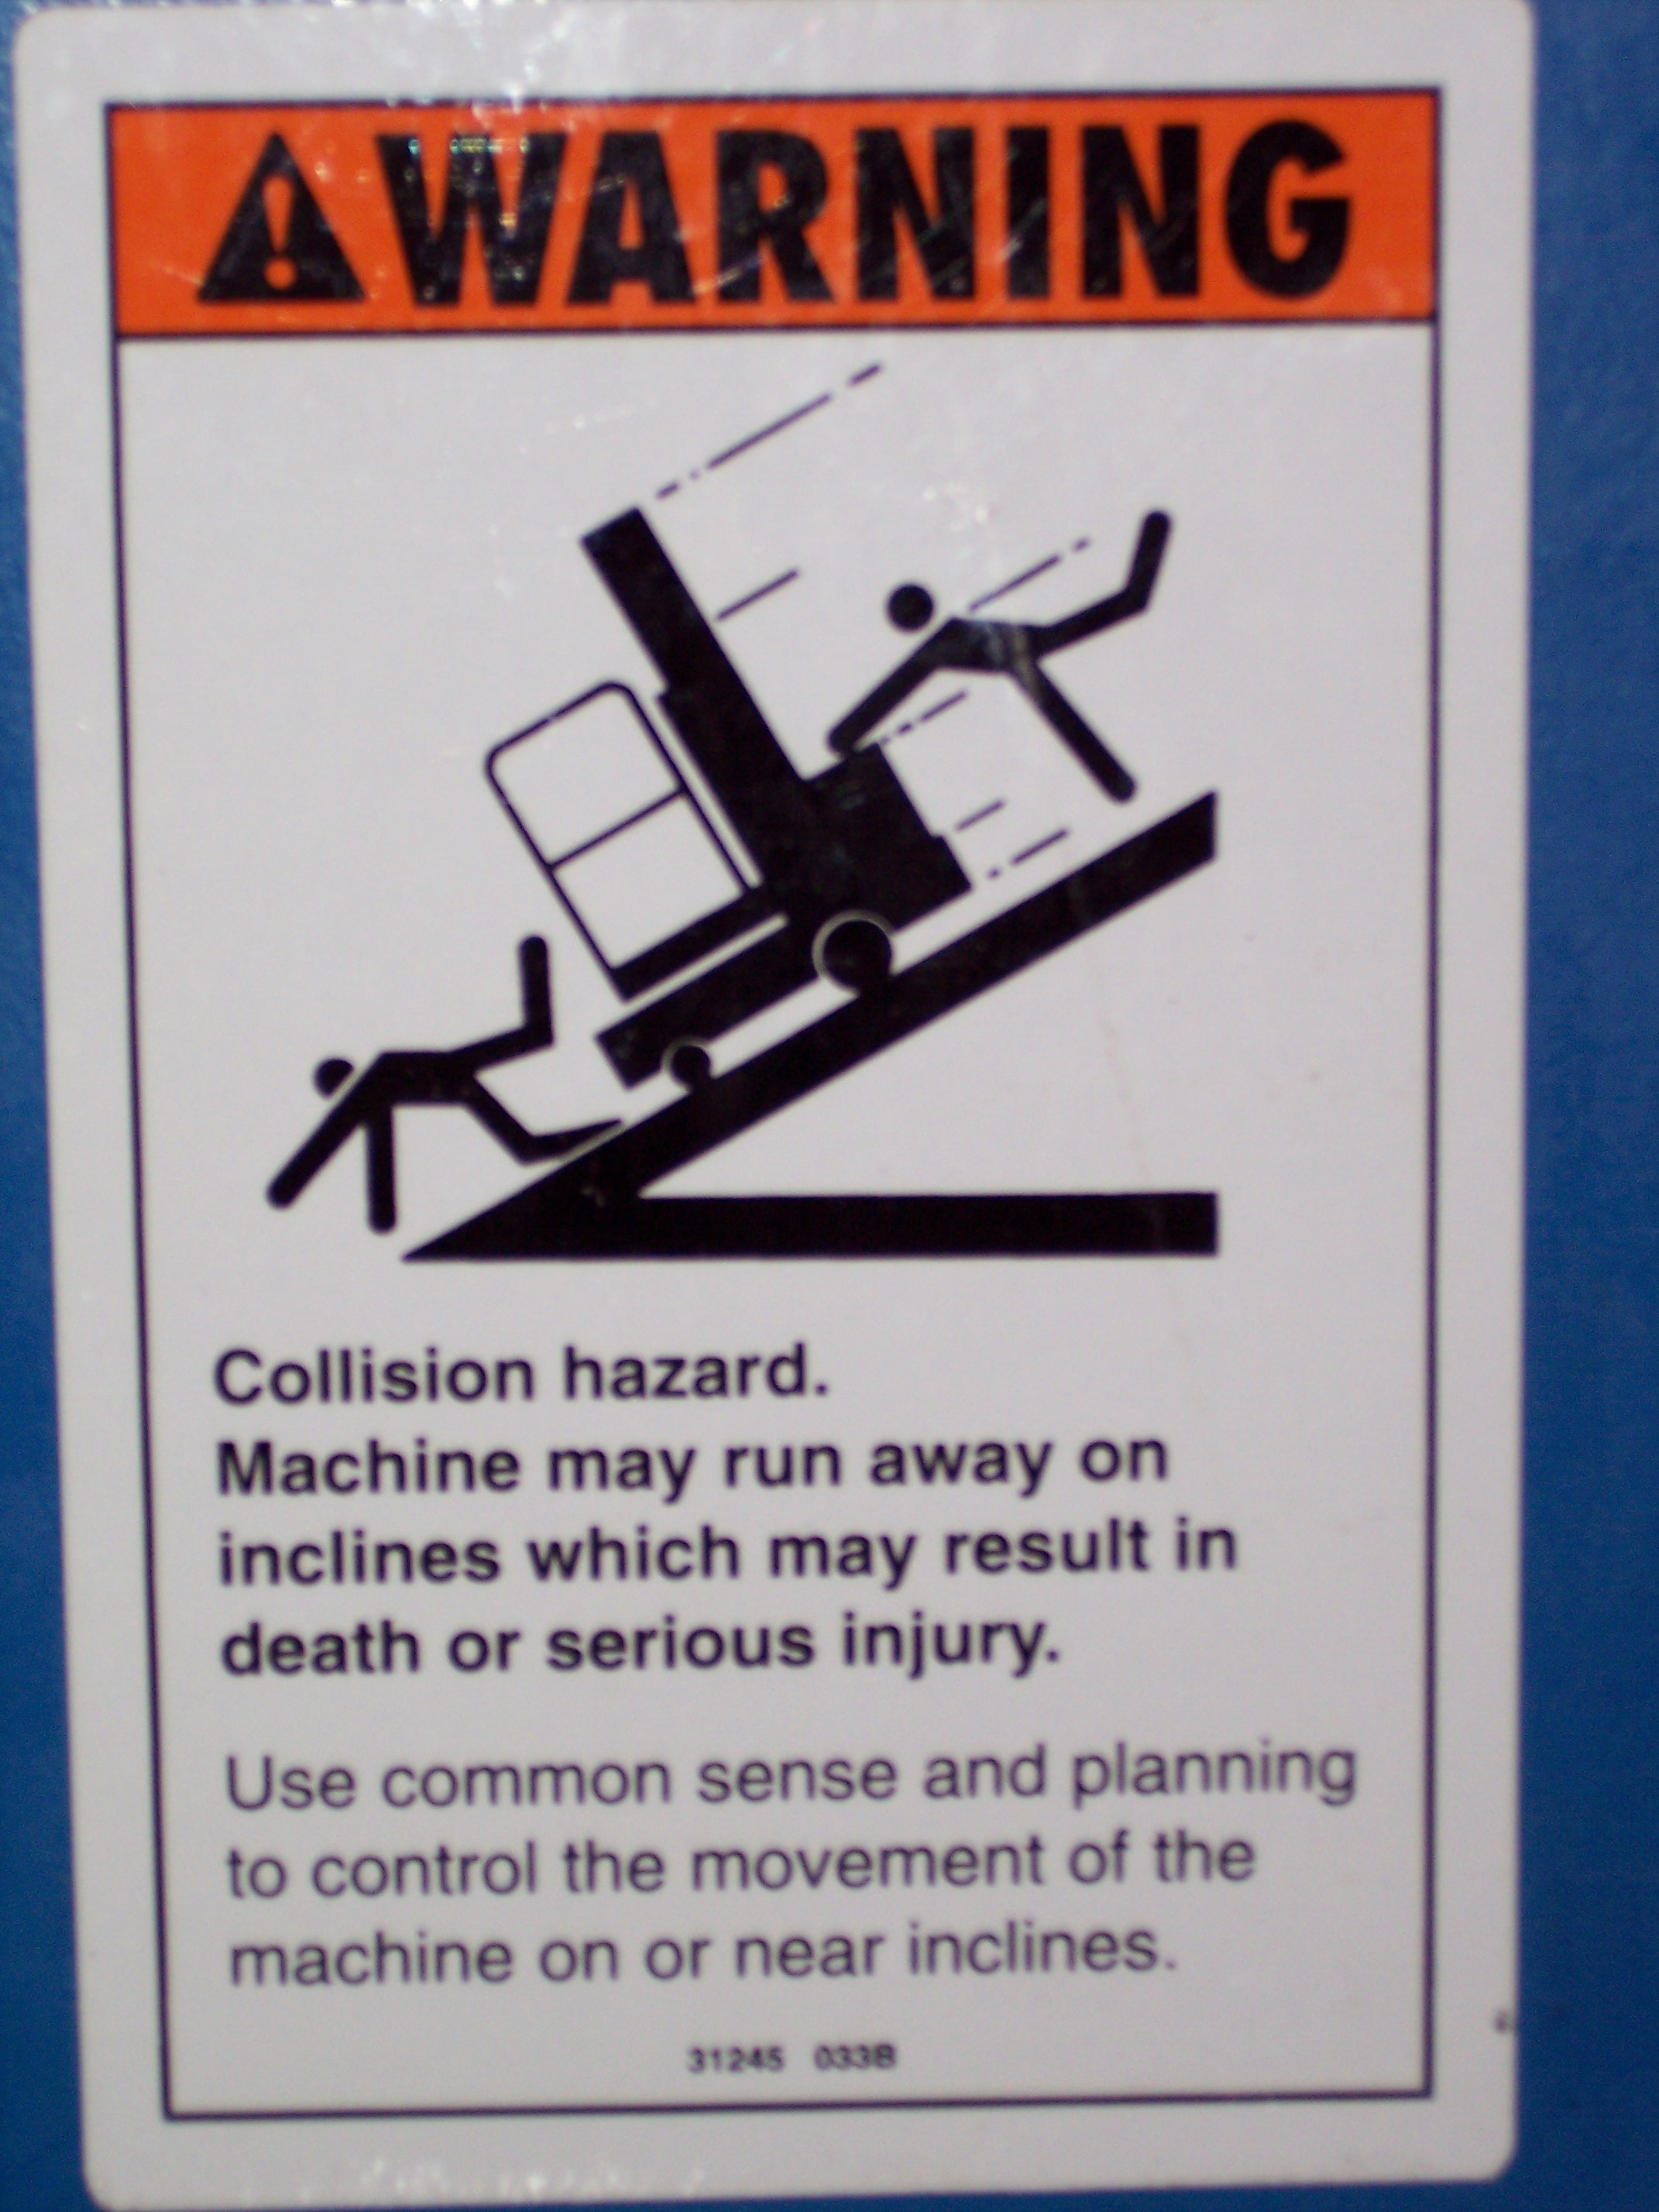 WARNING
Collision hazard.
Machine may run away on
inclines which may result in
death or serious injury.
Use common sense and planning
to control the movement of the
machine on or near inclines.
31245 033B